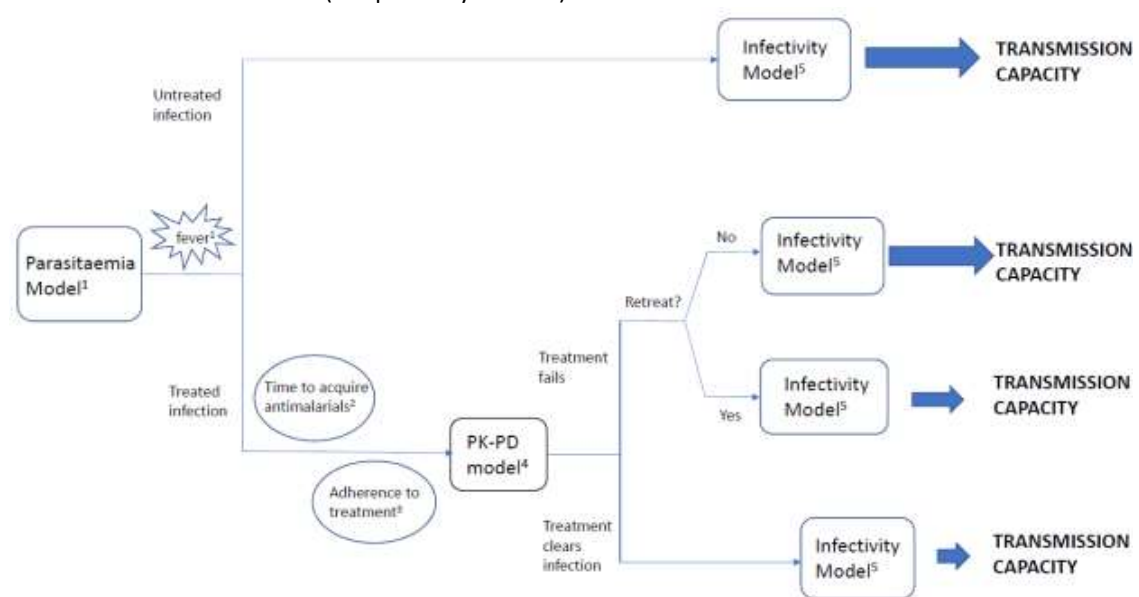 Infectivity
Model⁵
TRANSMISSION
CAPACITY
Untreated
infection
fever¹
Parasitaemia
Model¹
No
Infectivity
Model⁵
TRANSMISSION
CAPACITY
Retreat?
Treatment
fails
Treated
infection
Time to acquire
antimalarials²
Yes
Infectivity
Model⁵
TRANSMISSION
CAPACITY
PK-PD
model⁴
Adherence to
treatment³
Treatment
clears
infection
Infectivity
Model⁵
TRANSMISSION
CAPACITY